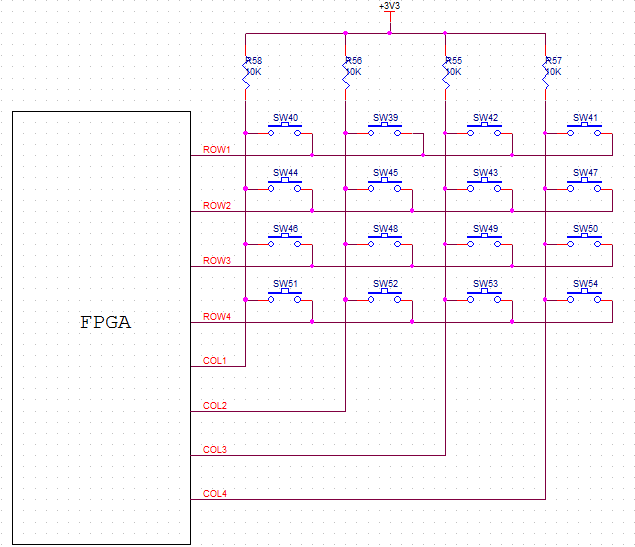 +3V3
R58 R56 R55 R57
10K 10K 10K 10K
SW40 SW39 SW42 SW41
ROW1
SW44 SW45 SW43 SW47
ROW2
SW46 SW48 SW49 SW50
ROW3
SW51 SW52 SW53 SW54
ROW4
FPGA
COL1
COL2
COL3
COL4